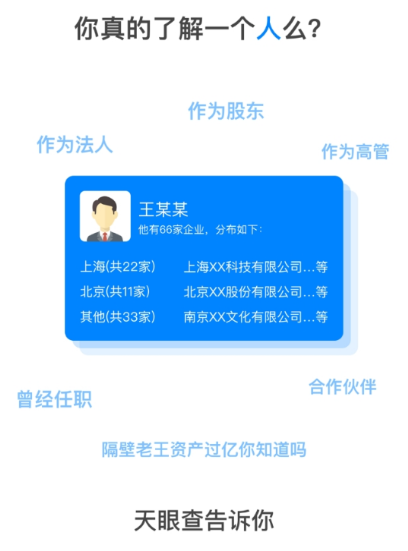 你真的了解一个人么?
作为股东
作为法人
作为高管
王某某
他有66家企业，分布如下：
上海(共22家) 上海XX科技有限公司...等
北京(共11家) 北京XX股份有限公司...等
其他(共33家) 南京XX文化有限公司...等
合作伙伴
曾经任职
隔壁老王资产过亿你知道吗
天眼查告诉你